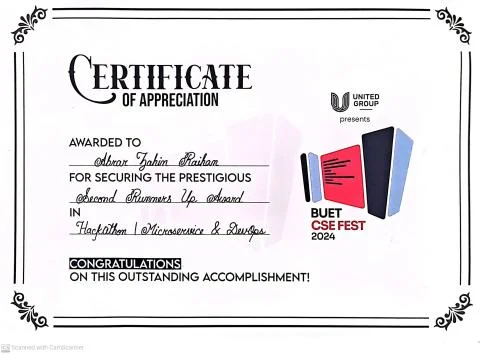 CERTIFICATE
OF APPRECIATION
UNITED
GROUP
presents
AWARDED TO
Abrar Zahin Raihan
FOR SECURING THE PRESTIGIOUS
Second Runners Up Award
IN
Hackathon | Microservice & DevOps
BUET
CSE FEST
2024
CONGRATULATIONS
ON THIS OUTSTANDING ACCOMPLISHMENT!
Scanned with CamScanner